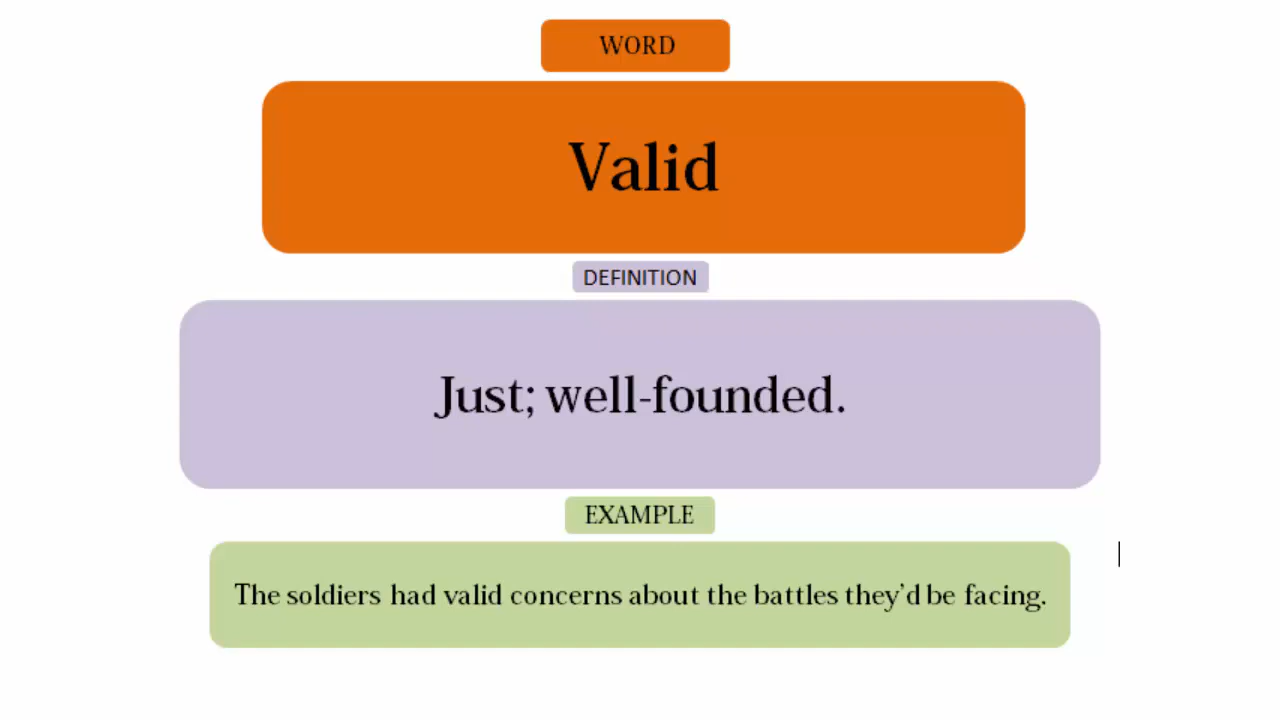 WORD
Valid
DEFINITION
Just; well-founded.
EXAMPLE
The soldiers had valid concerns about the battles they’d be facing.